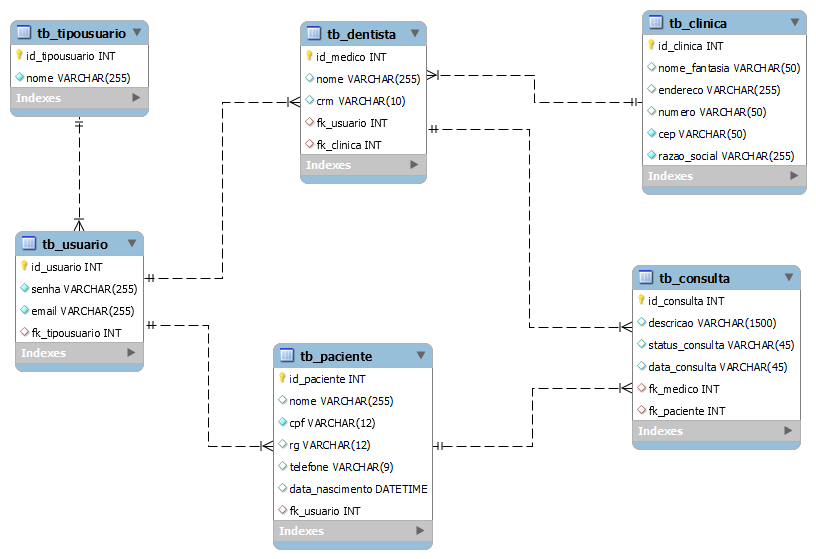 tb_tipousuario
id_tipousuario INT
nome VARCHAR(255)
Indexes
tb_dentista
id_medico INT
nome VARCHAR(255)
crm VARCHAR(10)
fk_usuario INT
fk_clinica INT
Indexes
tb_clinica
id_clinica INT
nome_fantasia VARCHAR(50)
endereco VARCHAR(255)
numero VARCHAR(50)
cep VARCHAR(50)
razao_social VARCHAR(255)
Indexes
tb_usuario
id_usuario INT
senha VARCHAR(255)
email VARCHAR(255)
fk_tipousuario INT
Indexes
tb_paciente
id_paciente INT
nome VARCHAR(255)
cpf VARCHAR(12)
rg VARCHAR(12)
telefone VARCHAR(9)
data_nascimento DATETIME
fk_usuario INT
Indexes
tb_consulta
id_consulta INT
descricao VARCHAR(1500)
status_consulta VARCHAR(45)
data_consulta VARCHAR(45)
fk_medico INT
fk_paciente INT
Indexes